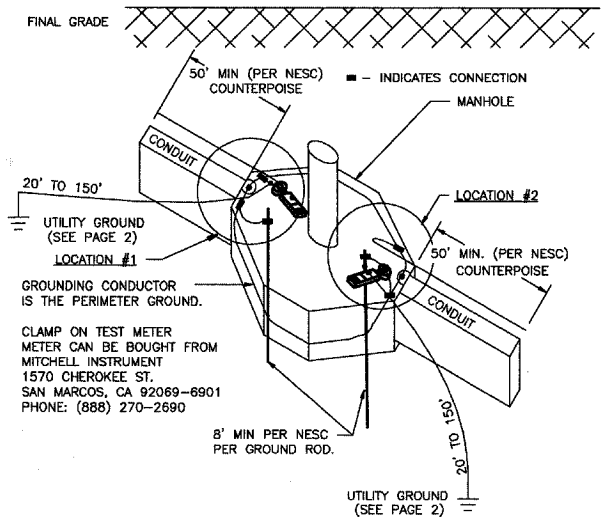 FINAL GRADE
50' MIN (PER NESC)
COUNTERPOISE
- INDICATES CONNECTION
MANHOLE
CONDUIT
20' TO 150'
LOCATION #2
UTILITY GROUND
(SEE PAGE 2)
LOCATION #1
50' MIN. (PER NESC)
COUNTERPOISE
GROUNDING CONDUCTOR
IS THE PERIMETER GROUND.
CONDUIT
CLAMP ON TEST METER
METER CAN BE BOUGHT FROM
MITCHELL INSTRUMENT
1570 CHEROKEE ST.
SAN MARCOS, CA 92069-6901
PHONE: (888) 270-2690
8' MIN PER NESC
PER GROUND ROD.
20' TO 150'
UTILITY GROUND
(SEE PAGE 2)